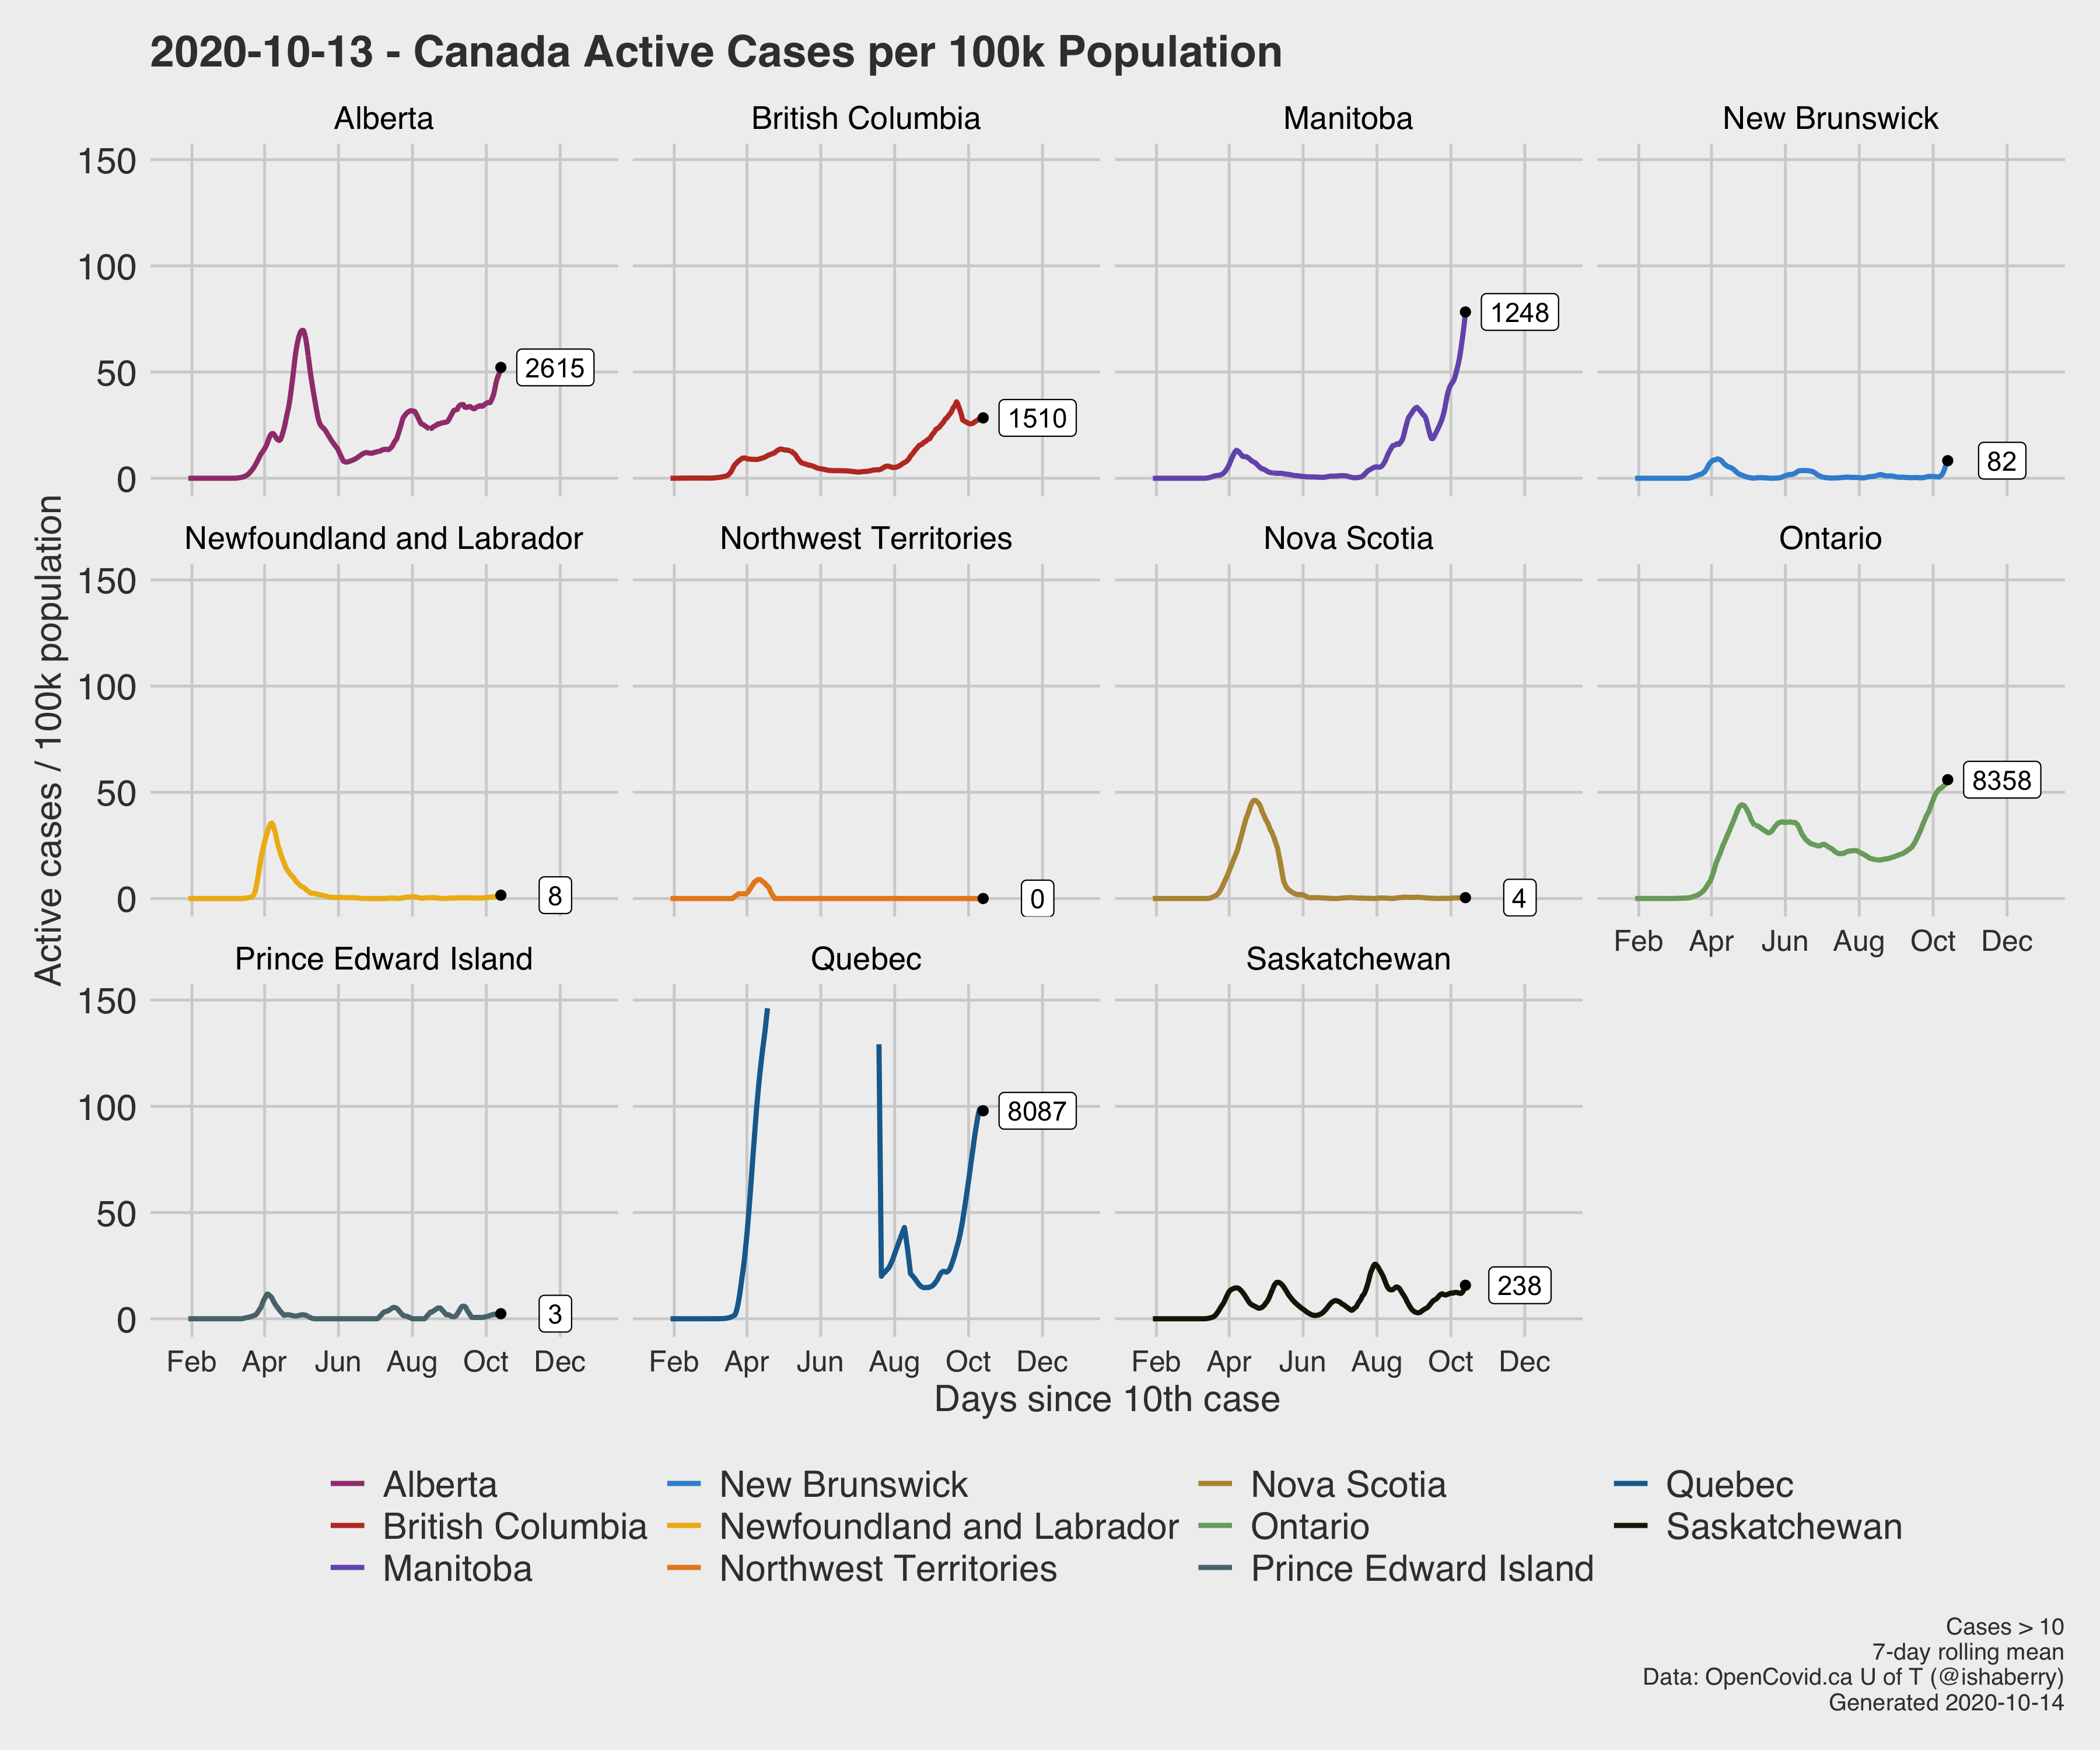 2020-10-13 - Canada Active Cases per 100k Population
Alberta
British Columbia
Manitoba
New Brunswick
150
100
50
0
2615
1510
1248
82
Newfoundland and Labrador
Northwest Territories
Nova Scotia
Ontario
150
100
50
0
8
0
4
8358
Feb Apr Jun Aug Oct Dec
Prince Edward Island
Quebec
Saskatchewan
150
100
50
0
3
8087
238
Feb Apr Jun Aug Oct Dec
Feb Apr Jun Aug Oct Dec
Feb Apr Jun Aug Oct Dec
Active cases / 100k population
Days since 10th case
Alberta
British Columbia
Manitoba
New Brunswick
Newfoundland and Labrador
Northwest Territories
Nova Scotia
Ontario
Prince Edward Island
Quebec
Saskatchewan
Cases > 10
7-day rolling mean
Data: OpenCovid.ca U of T (@ishaberry)
Generated 2020-10-14